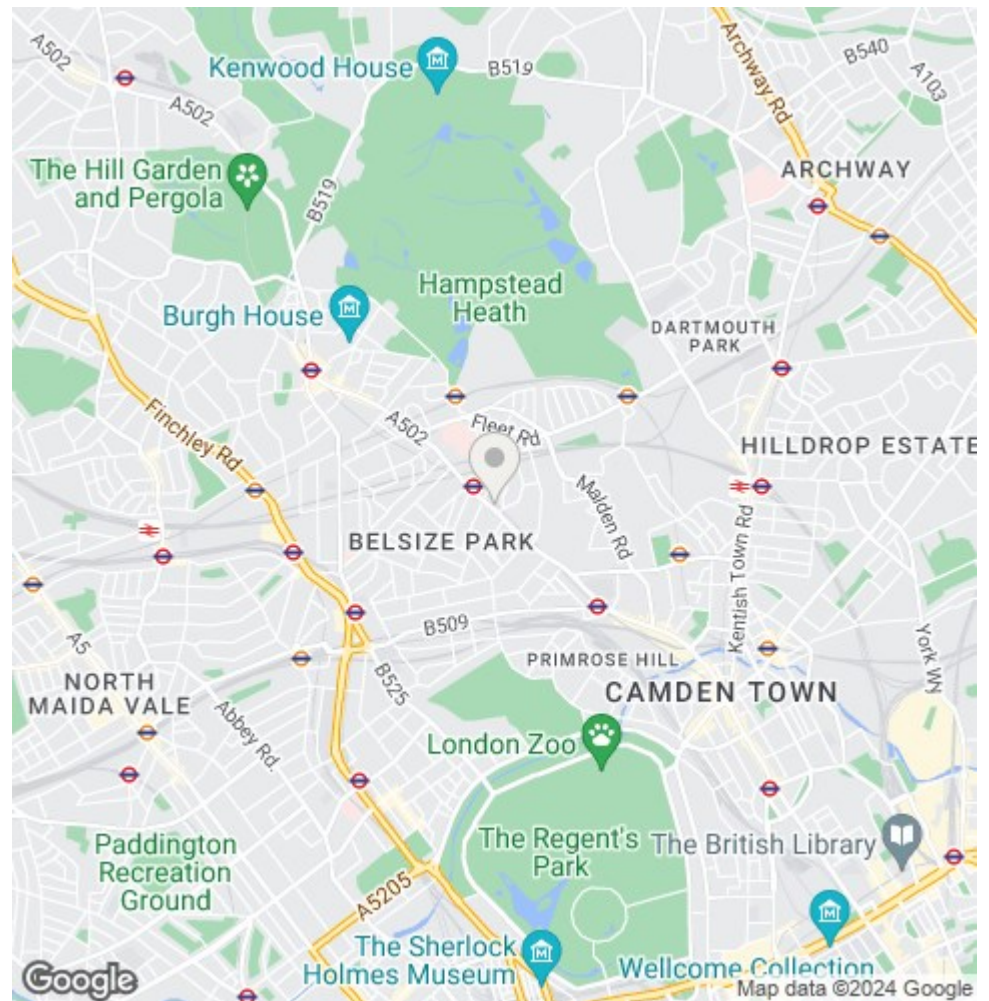 A502
Kenwood House
B519
B540
A103
A502
Archway Rd
The Hill Garden
and Pergola
ARCHWAY
B519
Hampstead
Heath
Burgh House
DARTMOUTH
PARK
A502
Fleet Rd
Finchley Rd
HILLDROP ESTATE
Malden Rd
BELSIZE PARK
Kentish Town Rd
B509
A5
York Wy
PRIMROSE HILL
B525
NORTH
MAIDA VALE
CAMDEN TOWN
Abbey Rd.
London Zoo
The Regent's
Park
The British Library
Paddington
Recreation
Ground
A5205
The Sherlock
Holmes Museum
Wellcome Collection
Google
Map data ©2024 Google